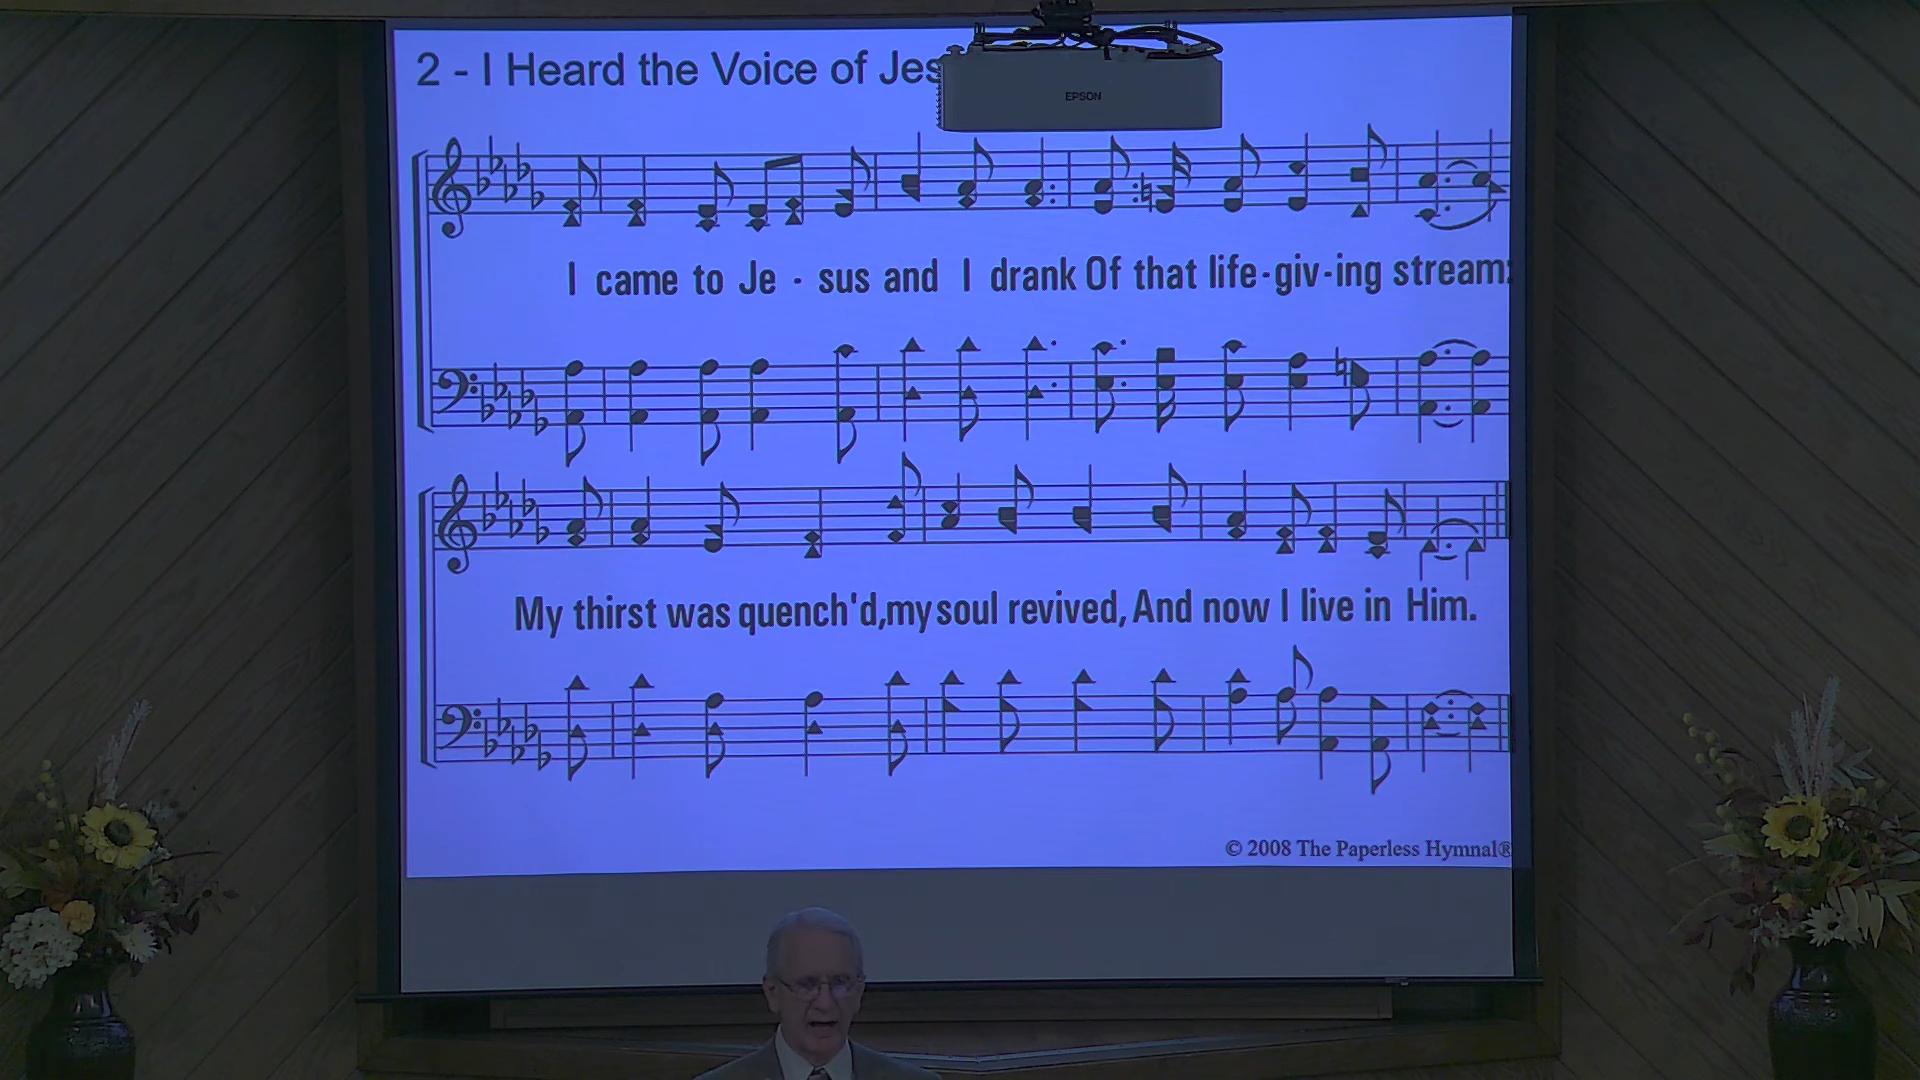 2 - I Heard the Voice of Jes
EPSON
I came to Je - sus and I drank Of that life-giv-ing stream;
My thirst was quench'd, my soul revived, And now I live in Him.
© 2008 The Paperless Hymnal®